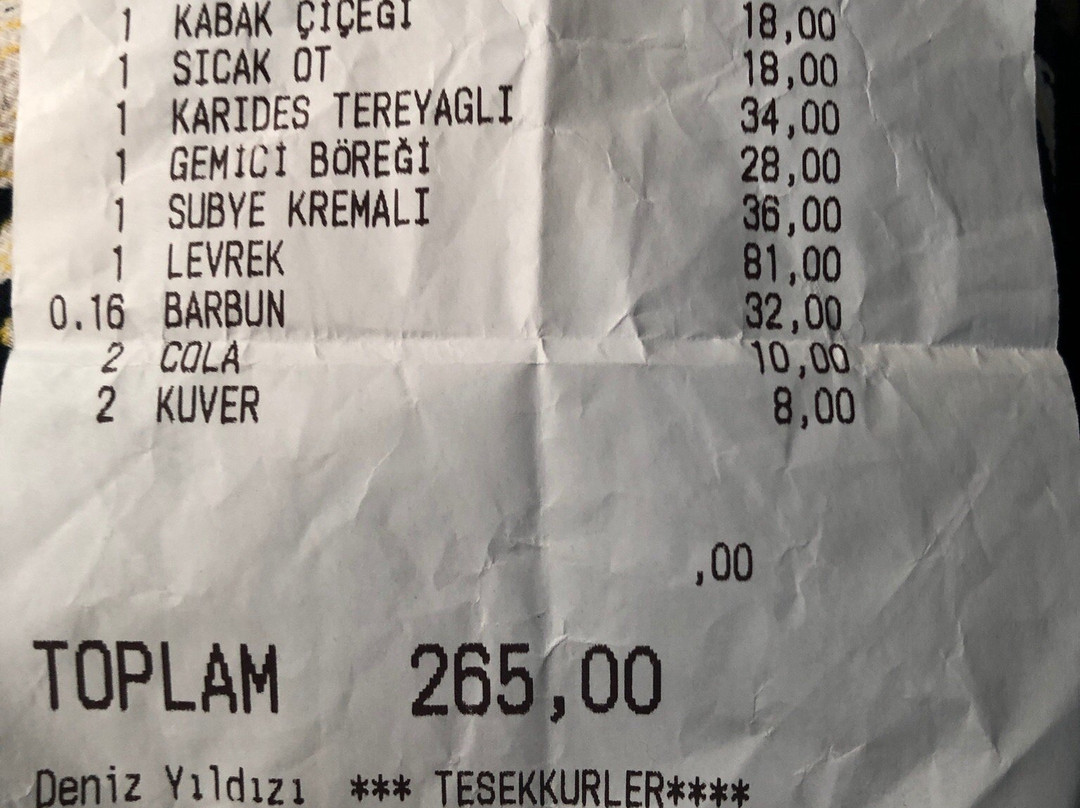 1 KABAK ÇİÇEĞİ 18,00
1 SICAK OT 18,00
1 KARIDES TEREYAGLI 34,00
1 GEMİCİ BÖREĞİ 28,00
1 SUBYE KREMALI 36,00
1 LEVREK 81,00
0.16 BARBUN 32,00
2 COLA 10,00
2 KUVER 8,00
,00
TOPLAM 265,00
Deniz Yıldızı *** TESEKKURLER****